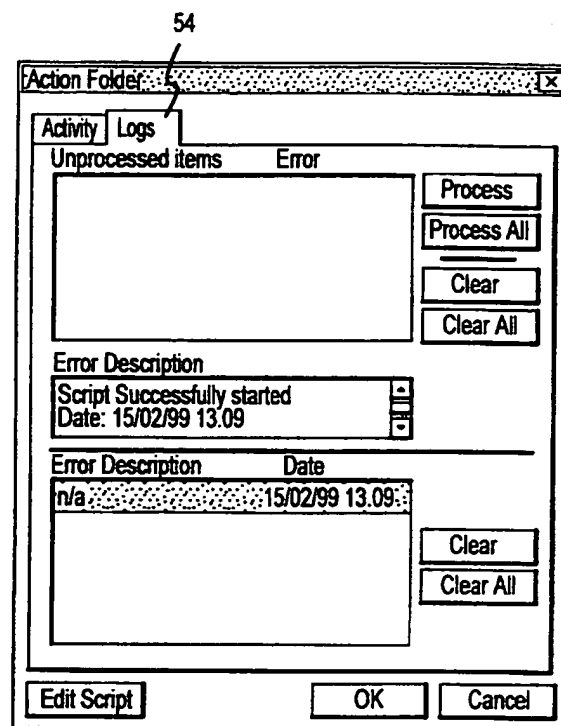 54
Action Folder
Activity Logs
Unprocessed items Error
Process
Process All
Clear
Clear All
Error Description
Script Successfully started
Date: 15/02/99 13.09
Error Description Date
n/a 15/02/99 13.09
Clear
Clear All
Edit Script OK Cancel